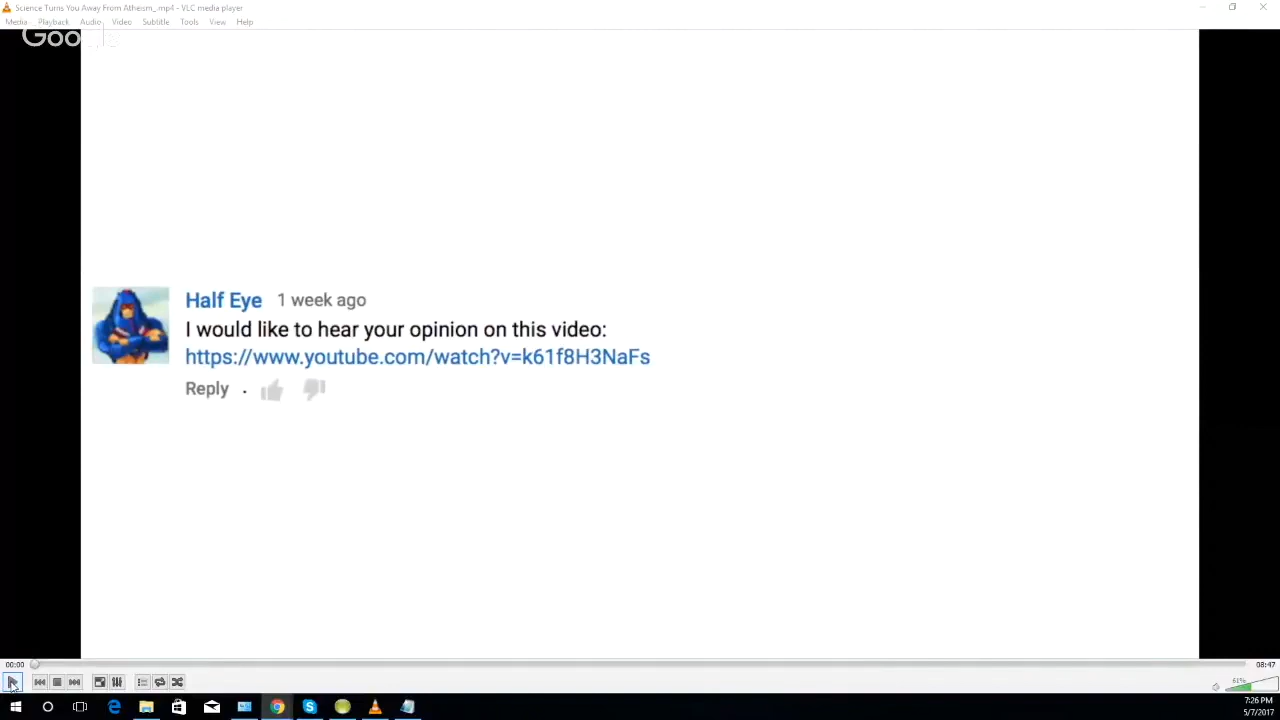 Science Turns You Away From Atheism_.mp4 - VLC media player
Media Playback Audio Video Subtitle Tools View Help
Google
Half Eye 1 week ago
I would like to hear your opinion on this video:
https://www.youtube.com/watch?v=k61f8H3NaFs
Reply ·
00:00 08:47
61%
7:26 PM
5/7/2017